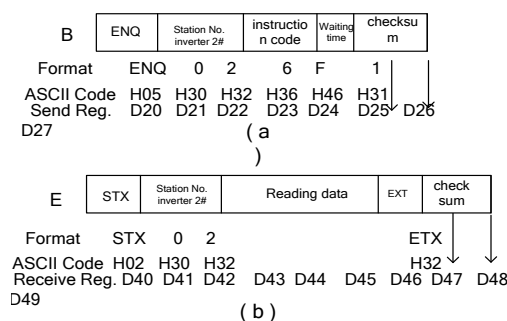 B ENQ Station No. inverter 2# instructio n code Waiting time checksu m
Format ENQ 0 2 6 F 1
ASCII Code H05 H30 H32 H36 H46 H31
Send Reg. D20 D21 D22 D23 D24 D25 D26
D27
( a
)
E STX Station No. inverter 2# Reading data EXT check sum
Format STX 0 2 ETX
ASCII Code H02 H30 H32 H32
Receive Reg. D40 D41 D42 D43 D44 D45 D46 D47 D48
D49
( b )